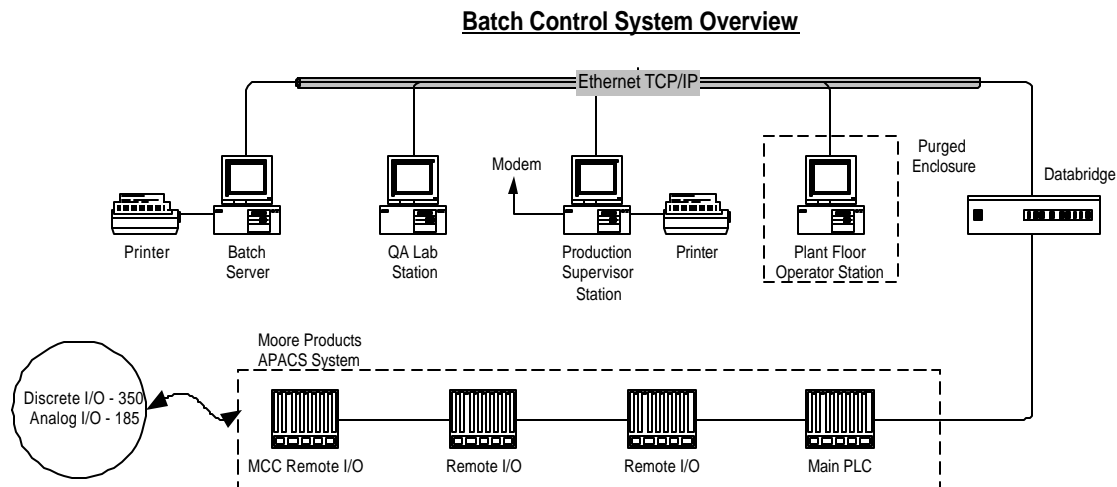 Batch Control System Overview
Ethernet TCP/IP
Purged
Enclosure
Modem
Databridge
Printer
Batch
Server
QA Lab
Station
Production
Supervisor
Station
Printer
Plant Floor
Operator Station
Moore Products
APACS System
Discrete I/O - 350
Analog I/O - 185
MCC Remote I/O
Remote I/O
Remote I/O
Main PLC